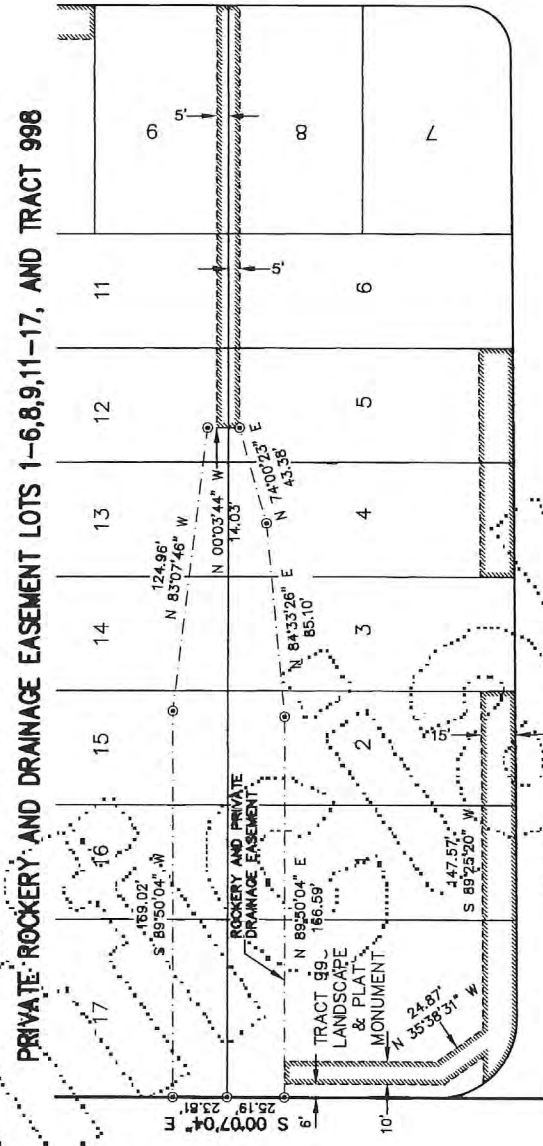 PRIVATE ROCKERY AND DRAINAGE EASEMENT LOTS 1-6,8,9,11-17, AND TRACT 998
17
16
15
14
13
12
11
9
5'
169.02'
S 89°50'04" W
124.96'
N 83°07'46" W
N 00°03'44" W
14.03'
S 00°07'04" E
23.81'
25.19'
ROCKERY AND PRIVATE
DRAINAGE EASEMENT
N 89°50'04" E
166.59'
N 84°33'26" E
85.10'
N 74°00'23" E
43.38'
5'
8
7
6'
10'
TRACT
LANDSCAPE
& PLAT
MONUMENT
24.87'
N 35°38'31" W
147.57'
S 89°25'20" W
15'
2
3
4
5
6